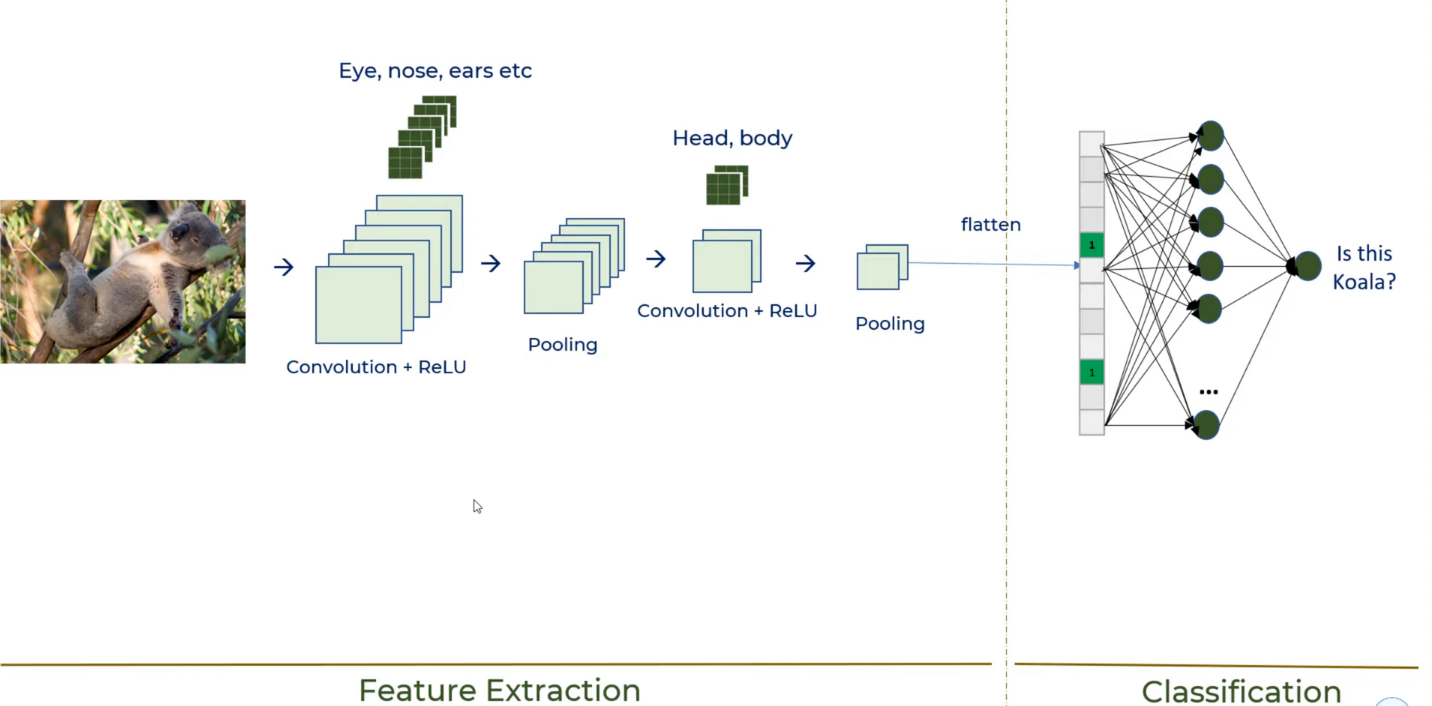 Eye, nose, ears etc
Head, body
flatten
1
Is this
Koala?
Convolution + ReLU
Pooling
Convolution + ReLU
Pooling
1
...
Feature Extraction
Classification